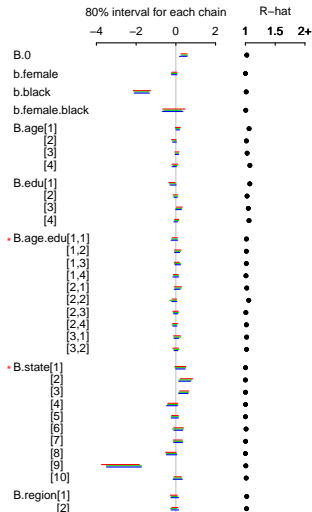 80% interval for each chain R-hat
−4 −2 0 2 1 1.5 2+
B.0
b.female
b.black
b.female.black
B.age[1]
[2]
[3]
[4]
B.edu[1]
[2]
[3]
[4]
* B.age.edu[1,1]
[1,2]
[1,3]
[1,4]
[2,1]
[2,2]
[2,3]
[2,4]
[3,1]
[3,2]
* B.state[1]
[2]
[3]
[4]
[5]
[6]
[7]
[8]
[9]
[10]
B.region[1]
[2]